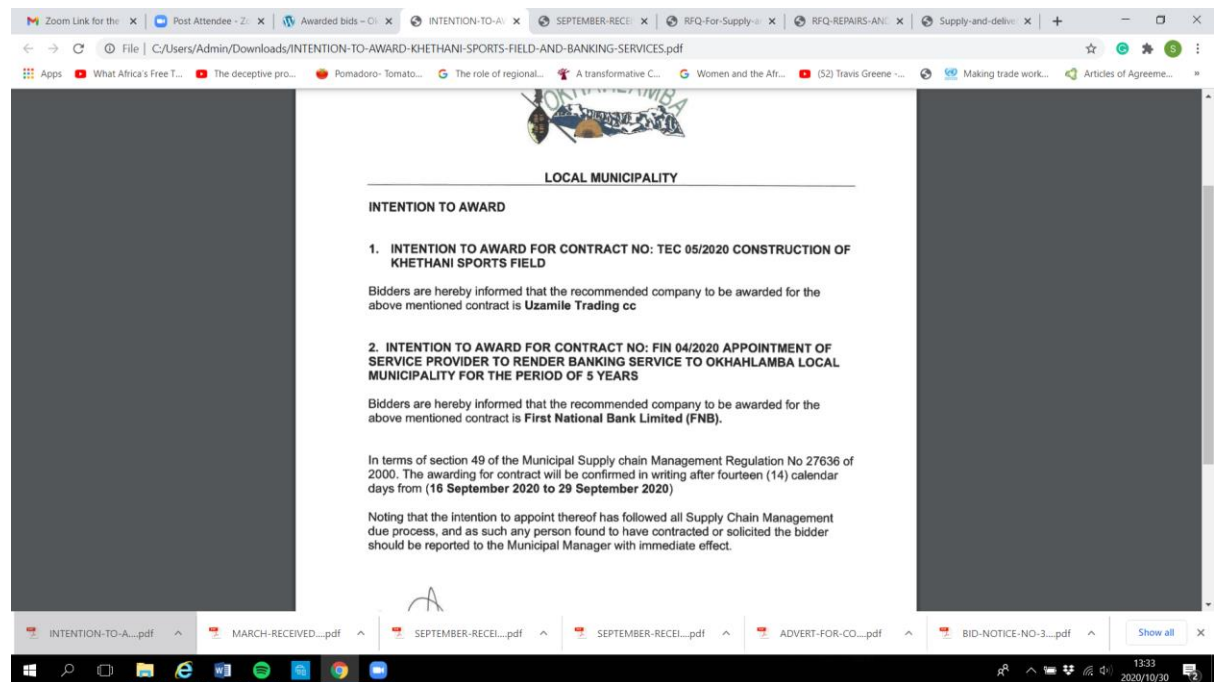 Zoom Link for the
Post Attendee - Zo
Awarded bids – O
INTENTION-TO-A
SEPTEMBER-RECE
RFQ-For-Supply-a
RFQ-REPAIRS-AND
Supply-and-delive
File | C:/Users/Admin/Downloads/INTENTION-TO-AWARD-KHETHANI-SPORTS-FIELD-AND-BANKING-SERVICES.pdf
S
Apps
What Africa's Free T...
The deceptive pro...
Pomadoro- Tomato...
The role of regional...
A transformative C...
Women and the Afr...
(52) Travis Greene -...
Making trade work...
Articles of Agreeme...
OKHAHLAMBA
LOCAL MUNICIPALITY
INTENTION TO AWARD
1. INTENTION TO AWARD FOR CONTRACT NO: TEC 05/2020 CONSTRUCTION OF
KHETHANI SPORTS FIELD
Bidders are hereby informed that the recommended company to be awarded for the
above mentioned contract is Uzamile Trading cc
2. INTENTION TO AWARD FOR CONTRACT NO: FIN 04/2020 APPOINTMENT OF
SERVICE PROVIDER TO RENDER BANKING SERVICE TO OKHAHLAMBA LOCAL
MUNICIPALITY FOR THE PERIOD OF 5 YEARS
Bidders are hereby informed that the recommended company to be awarded for the
above mentioned contract is First National Bank Limited (FNB).
In terms of section 49 of the Municipal Supply chain Management Regulation No 27636 of
2000. The awarding for contract will be confirmed in writing after fourteen (14) calendar
days from (16 September 2020 to 29 September 2020)
Noting that the intention to appoint thereof has followed all Supply Chain Management
due process, and as such any person found to have contracted or solicited the bidder
should be reported to the Municipal Manager with immediate effect.
INTENTION-TO-A....pdf
MARCH-RECEIVED....pdf
SEPTEMBER-RECEI....pdf
SEPTEMBER-RECEI....pdf
ADVERT-FOR-CO....pdf
BID-NOTICE-NO-3....pdf
Show all
13:33
2020/10/30